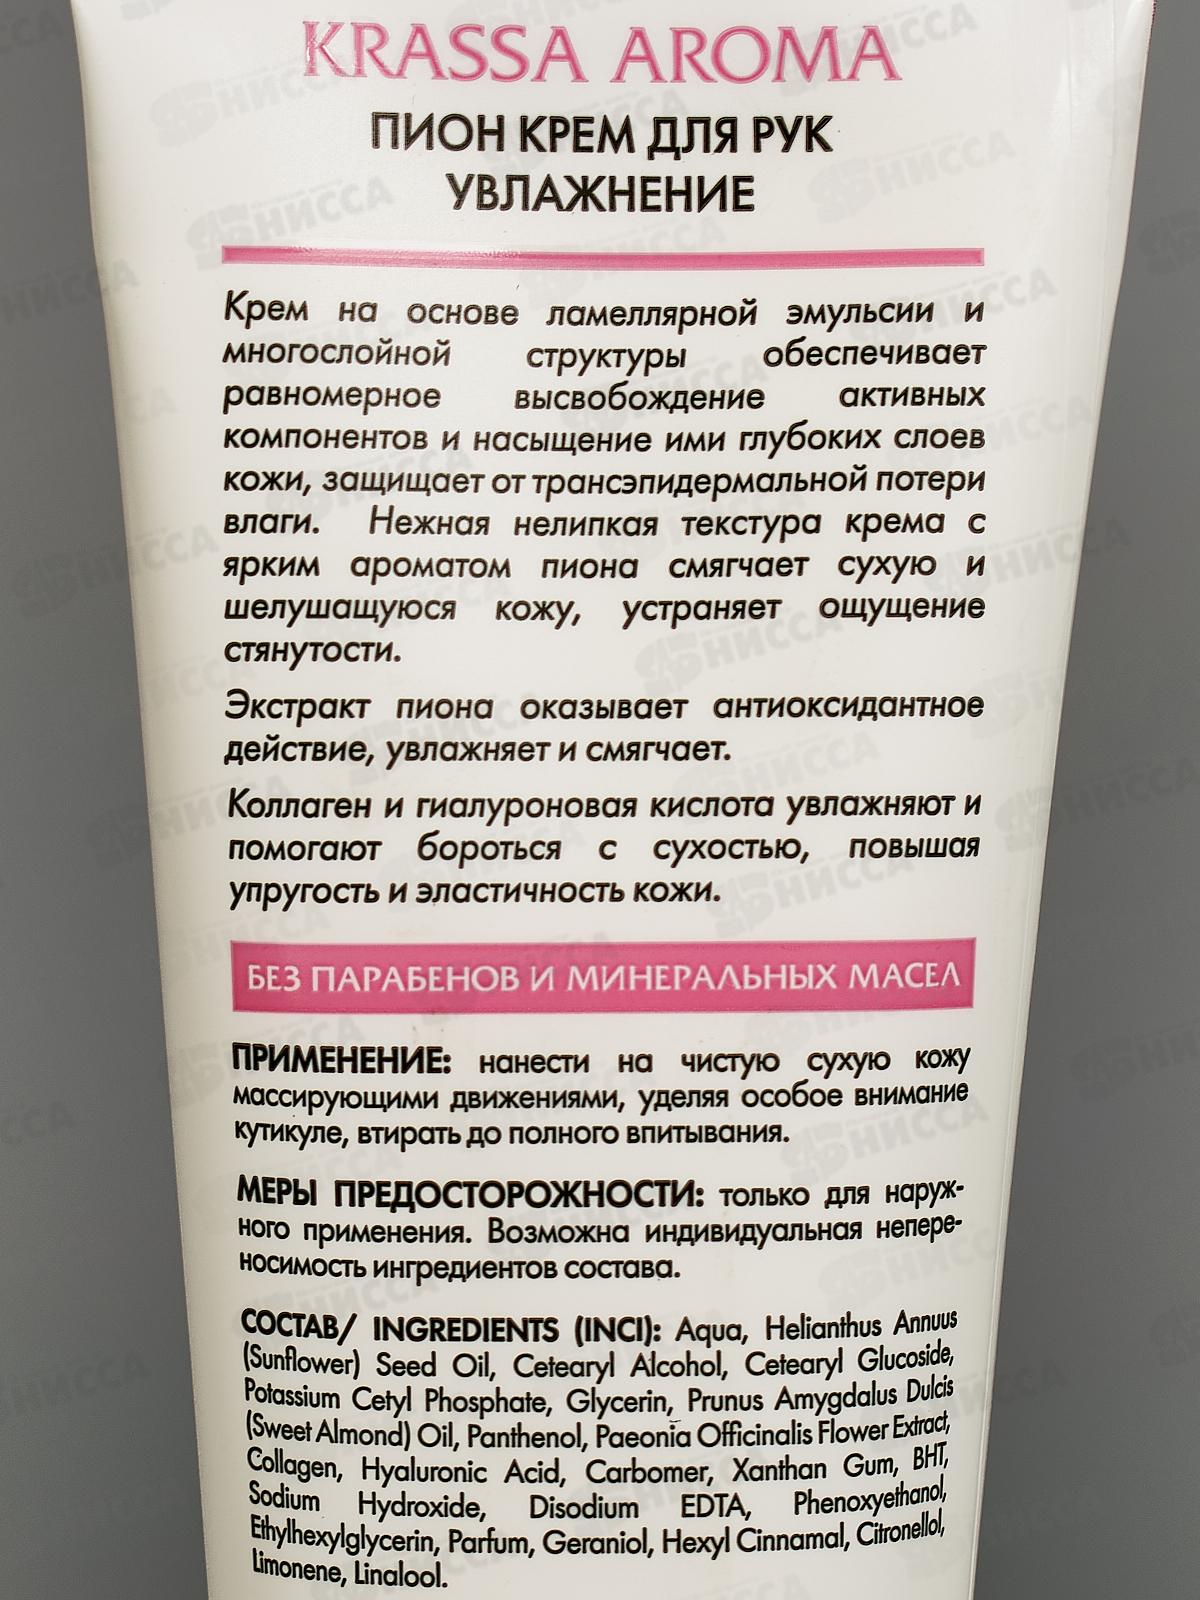 KRASSA AROMA
ПИОН КРЕМ ДЛЯ РУК
УВЛАЖНЕНИЕ
Крем на основе ламеллярной эмульсии и
многослойной структуры обеспечивает
равномерное высвобождение активных
компонентов и насыщение ими глубоких слоев
кожи, защищает от трансэпидермальной потери
влаги. Нежная нелипкая текстура крема с
ярким ароматом пиона смягчает сухую и
шелушащуюся кожу, устраняет ощущение
стянутости.
Экстракт пиона оказывает антиоксидантное
действие, увлажняет и смягчает.
Коллаген и гиалуроновая кислота увлажняют и
помогают бороться с сухостью, повышая
упругость и эластичность кожи.
БЕЗ ПАРАБЕНОВ И МИНЕРАЛЬНЫХ МАСЕЛ
ПРИМЕНЕНИЕ: нанести на чистую сухую кожу
массирующими движениями, уделяя особое внимание
кутикуле, втирать до полного впитывания.
МЕРЫ ПРЕДОСТОРОЖНОСТИ: только для наруж-
ного применения. Возможна индивидуальная непере-
носимость ингредиентов состава.
СОСТАВ/ INGREDIENTS (INCI): Aqua, Helianthus Annuus
(Sunflower) Seed Oil, Cetearyl Alcohol, Cetearyl Glucoside,
Potassium Cetyl Phosphate, Glycerin, Prunus Amygdalus Dulcis
(Sweet Almond) Oil, Panthenol, Paeonia Officinalis Flower Extract,
Collagen, Hyaluronic Acid, Carbomer, Xanthan Gum, BHT,
Sodium Hydroxide, Disodium EDTA, Phenoxyethanol,
Ethylhexylglycerin, Parfum, Geraniol, Hexyl Cinnamal, Citronellol,
Limonene, Linalool.